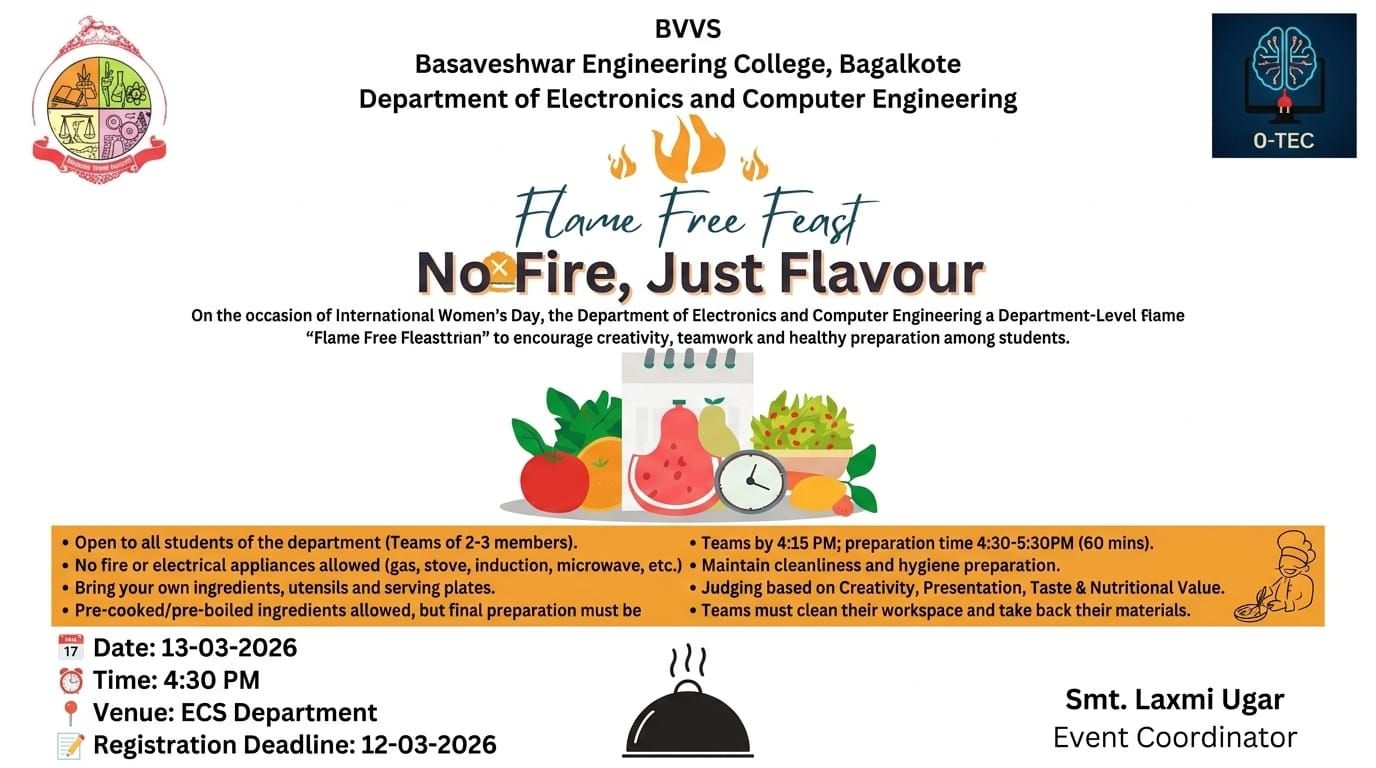 BVVS
Basaveshwar Engineering College, Bagalkote
Department of Electronics and Computer Engineering
O-TEC
Flame Free Feast
No Fire, Just Flavour
On the occasion of International Women's Day, the Department of Electronics and Computer Engineering a Department-Level Flame
“Flame Free Fleasttrian” to encourage creativity, teamwork and healthy preparation among students.
• Open to all students of the department (Teams of 2-3 members).
• No fire or electrical appliances allowed (gas, stove, induction, microwave, etc.)
• Bring your own ingredients, utensils and serving plates.
• Pre-cooked/pre-boiled ingredients allowed, but final preparation must be
• Teams by 4:15 PM; preparation time 4:30-5:30PM (60 mins).
• Maintain cleanliness and hygiene preparation.
• Judging based on Creativity, Presentation, Taste & Nutritional Value.
• Teams must clean their workspace and take back their materials.
17
Date: 13-03-2026
Time: 4:30 PM
Venue: ECS Department
Registration Deadline: 12-03-2026
Smt. Laxmi Ugar
Event Coordinator